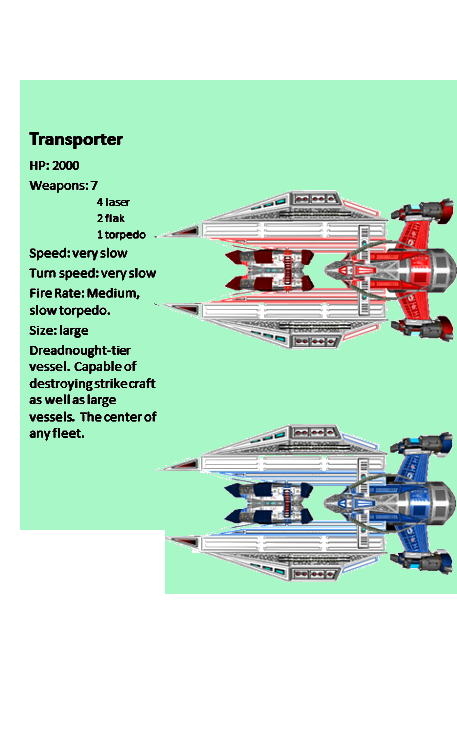 Transporter
HP: 2000
Weapons: 7
4 laser
2 flak
1 torpedo
Speed: very slow
Turn speed: very slow
Fire Rate: Medium,
slow torpedo.
Size: large
Dreadnought-tier
vessel. Capable of
destroying strike craft
as well as large
vessels. The center of
any fleet.